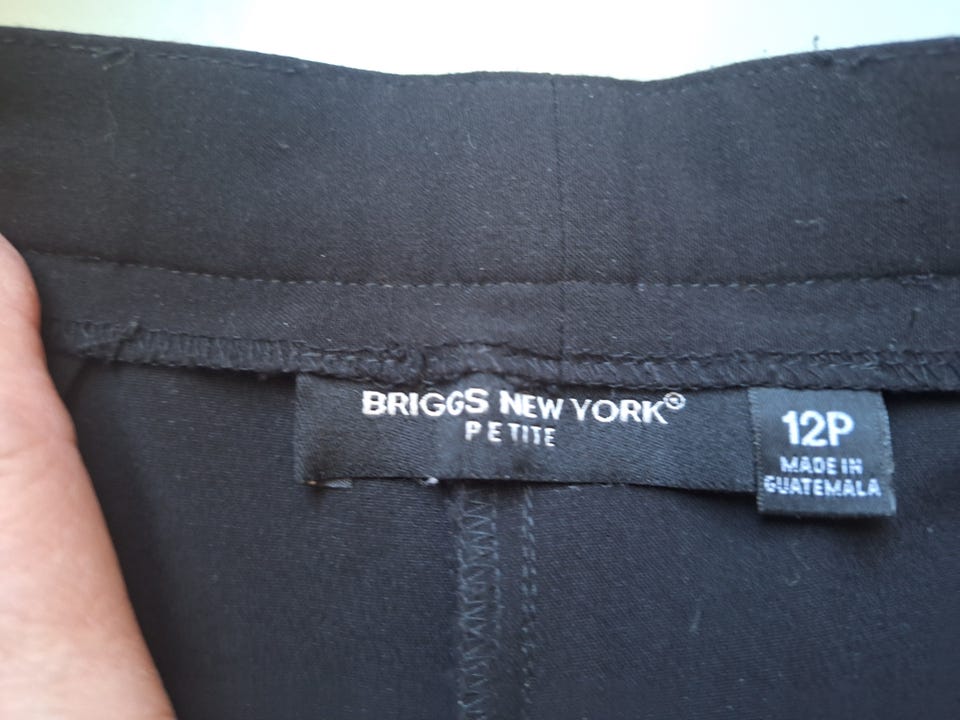 BRIGGS NEW YORK®
PETITE
12P
MADE IN
GUATEMALA